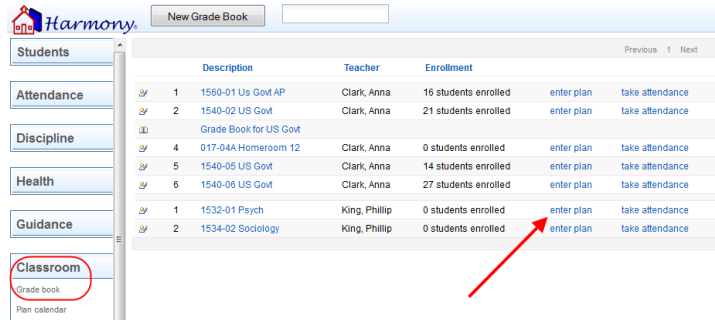 Harmony®
New Grade Book
Students
Attendance
Discipline
Health
Guidance
Classroom
Grade book
Plan calendar
Previous 1 Next
Description Teacher Enrollment
1 1560-01 Us Govt AP Clark, Anna 16 students enrolled enter plan take attendance
2 1540-02 US Govt Clark, Anna 21 students enrolled enter plan take attendance
Grade Book for US Govt
4 017-04A Homeroom 12 Clark, Anna 0 students enrolled enter plan take attendance
5 1540-05 US Govt Clark, Anna 14 students enrolled enter plan take attendance
6 1540-06 US Govt Clark, Anna 27 students enrolled enter plan take attendance
1 1532-01 Psych King, Phillip 0 students enrolled enter plan take attendance
2 1534-02 Sociology King, Phillip 0 students enrolled enter plan take attendance